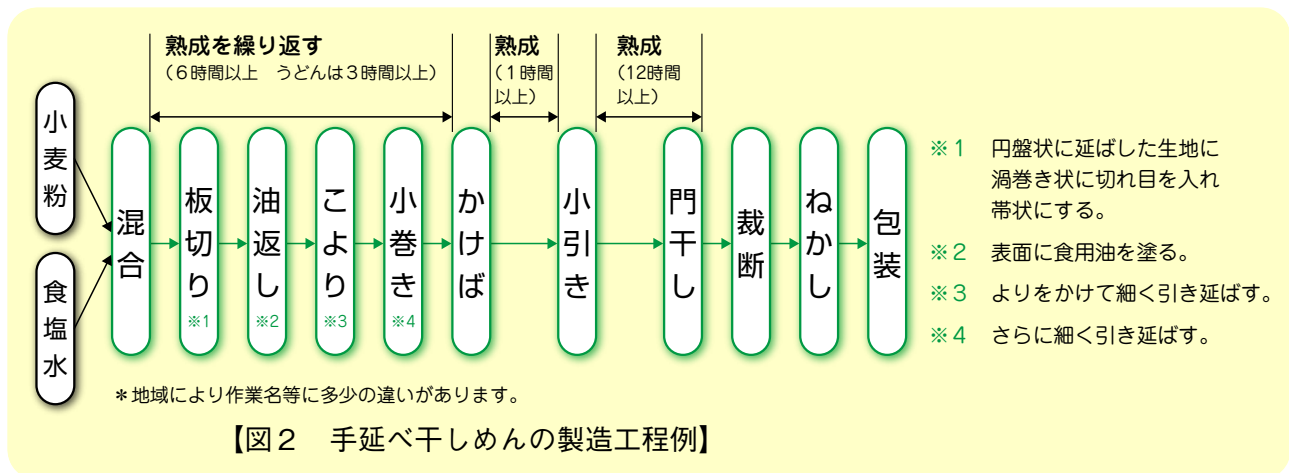 熟成を繰り返す
（６時間以上　うどんは３時間以上）
熟成
（１時間
以上）
熟成
（12時間
以上）
小麦粉
食塩水
混合
板切り
※1
油返し
※2
こより
※3
小巻き
※4
かけば
小引き
門干し
裁断
ねかし
包装
※１　円盤状に延ばした生地に
渦巻き状に切れ目を入れ
帯状にする。
※２　表面に食用油を塗る。
※３　よりをかけて細く引き延ばす。
※４　さらに細く引き延ばす。
＊地域により作業名等に多少の違いがあります。
【図２　手延べ干しめんの製造工程例】